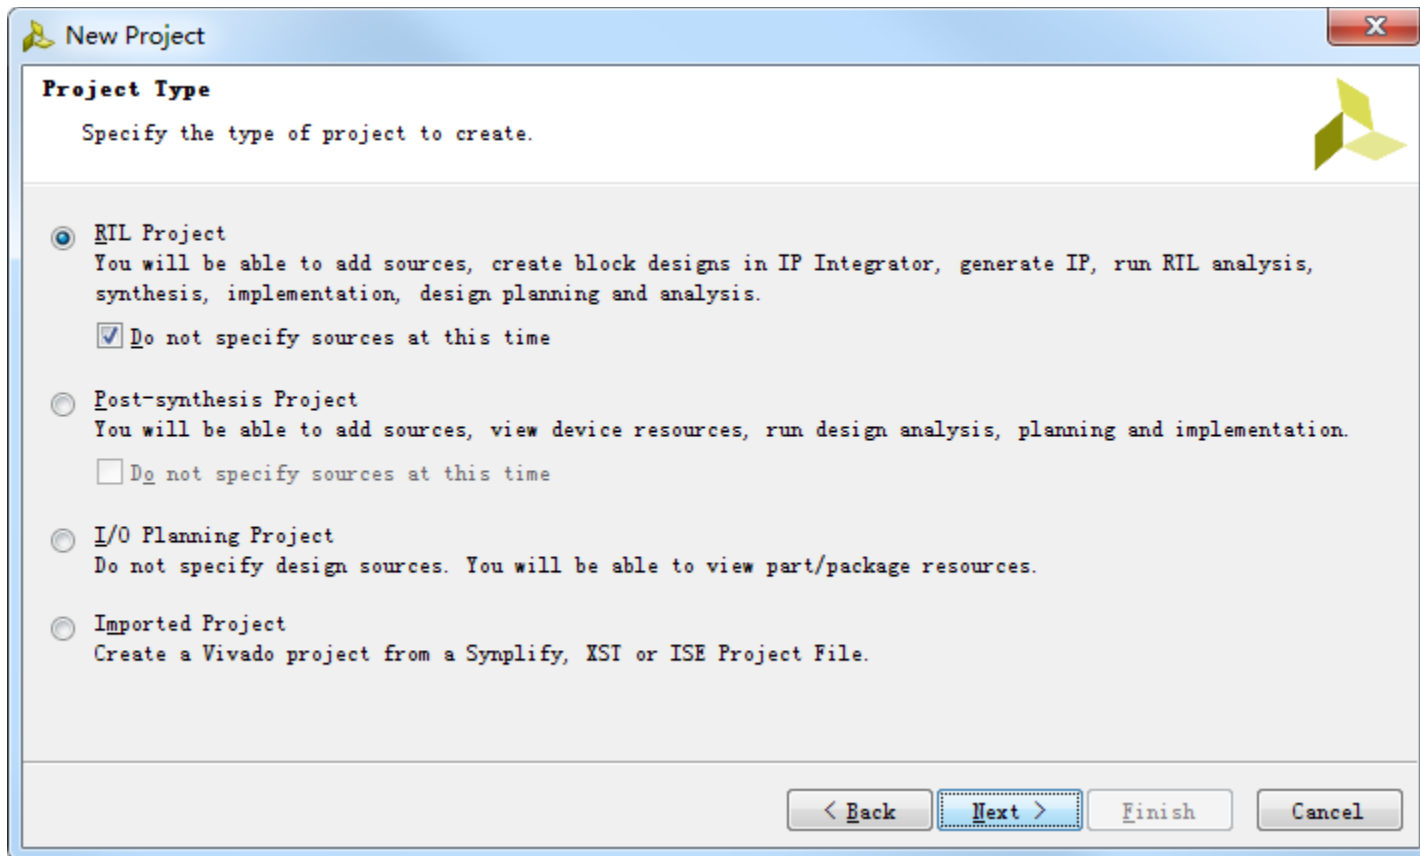 New Project
Project Type
Specify the type of project to create.
RTL Project
You will be able to add sources, create block designs in IP Integrator, generate IP, run RTL analysis,
synthesis, implementation, design planning and analysis.
Do not specify sources at this time
Post-synthesis Project
You will be able to add sources, view device resources, run design analysis, planning and implementation.
Do not specify sources at this time
I/O Planning Project
Do not specify design sources. You will be able to view part/package resources.
Imported Project
Create a Vivado project from a Synplify, XST or ISE Project File.
< Back Next > Finish Cancel